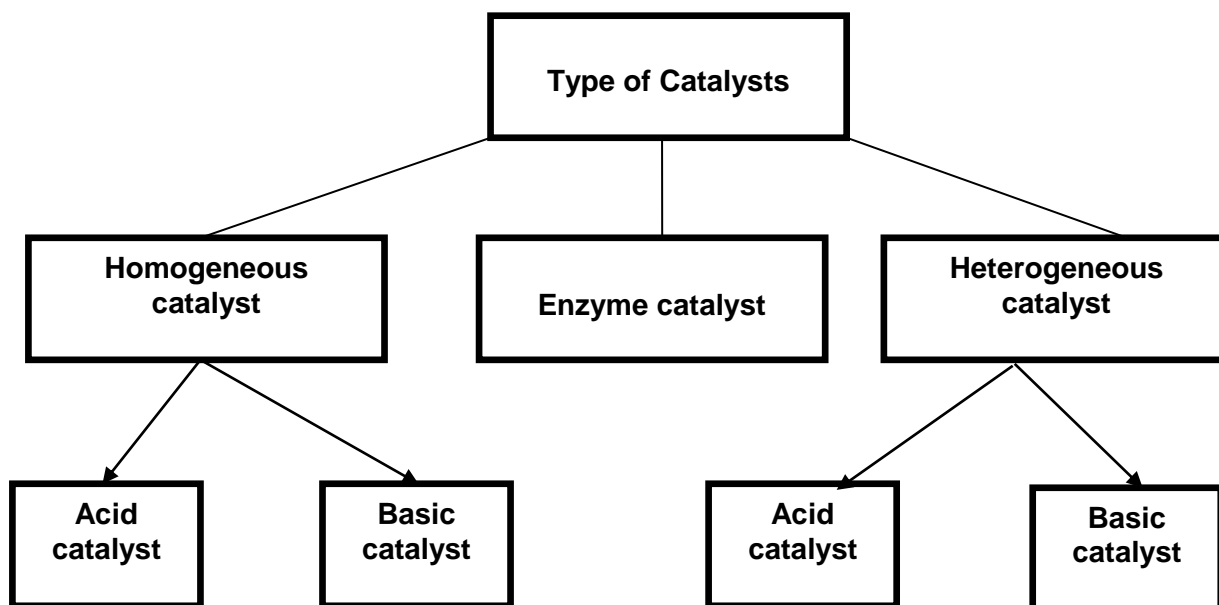 Type of Catalysts
Homogeneous
catalyst
Enzyme catalyst
Heterogeneous
catalyst
Acid
catalyst
Basic
catalyst
Acid
catalyst
Basic
catalyst